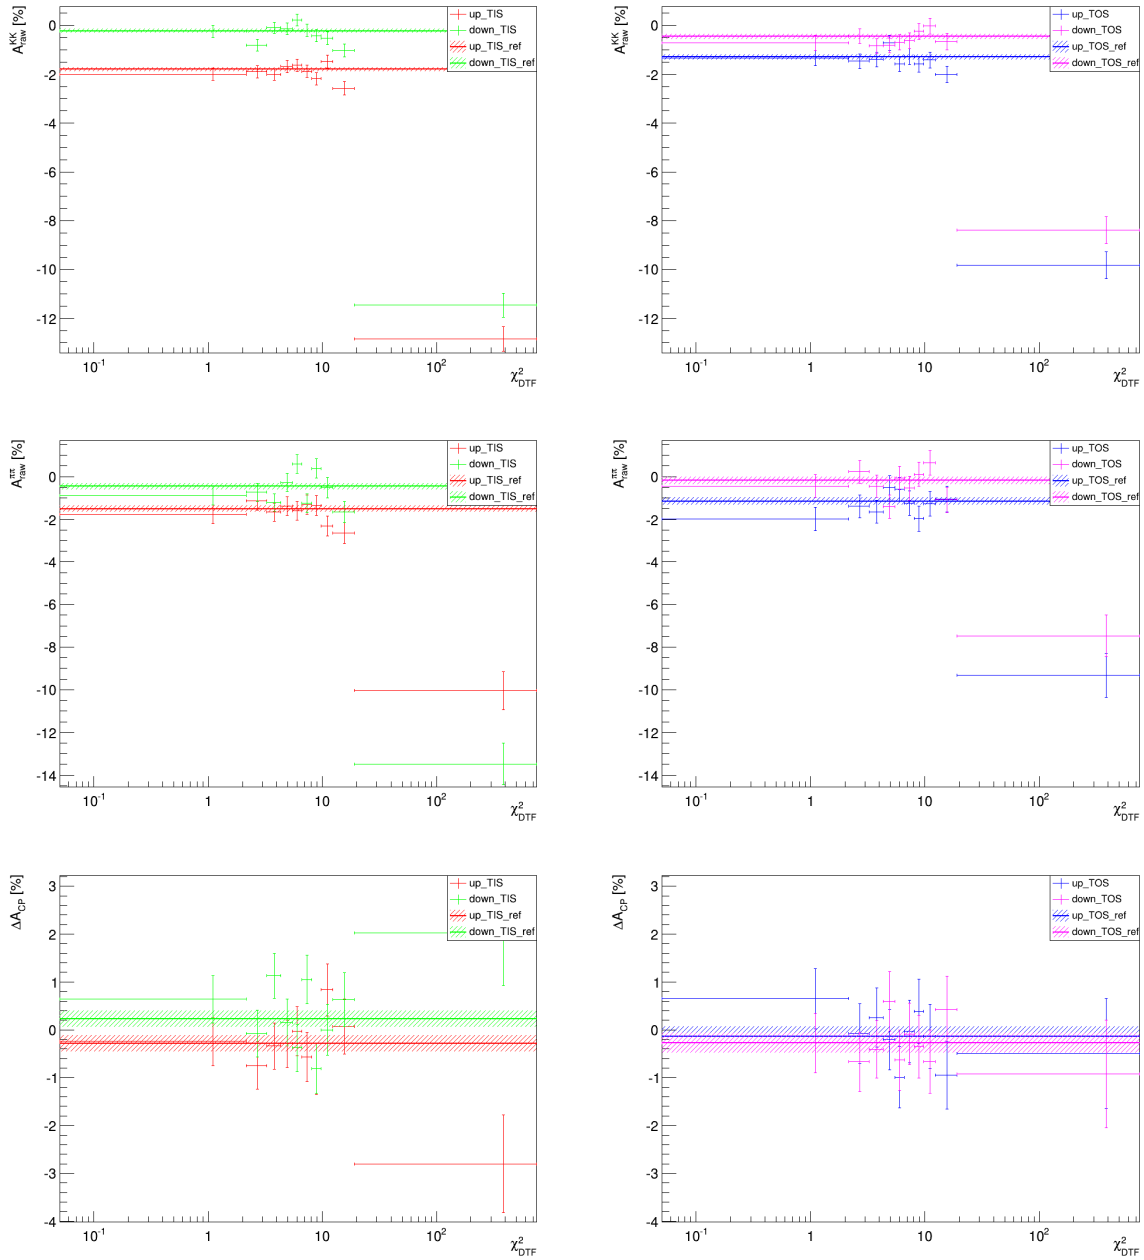 A_raw^KK [%]
0
-2
-4
-6
-8
-10
-12
10^-1
1
10
10^2
χ²_DTF
up_TIS
down_TIS
up_TIS_ref
down_TIS_ref
A_raw^KK [%]
0
-2
-4
-6
-8
-10
-12
10^-1
1
10
10^2
χ²_DTF
up_TOS
down_TOS
up_TOS_ref
down_TOS_ref
A_raw^ππ [%]
0
-2
-4
-6
-8
-10
-12
-14
10^-1
1
10
10^2
χ²_DTF
up_TIS
down_TIS
up_TIS_ref
down_TIS_ref
A_raw^ππ [%]
0
-2
-4
-6
-8
-10
-12
-14
10^-1
1
10
10^2
χ²_DTF
up_TOS
down_TOS
up_TOS_ref
down_TOS_ref
ΔA_CP [%]
3
2
1
0
-1
-2
-3
-4
10^-1
1
10
10^2
χ²_DTF
up_TIS
down_TIS
up_TIS_ref
down_TIS_ref
ΔA_CP [%]
3
2
1
0
-1
-2
-3
-4
10^-1
1
10
10^2
χ²_DTF
up_TOS
down_TOS
up_TOS_ref
down_TOS_ref